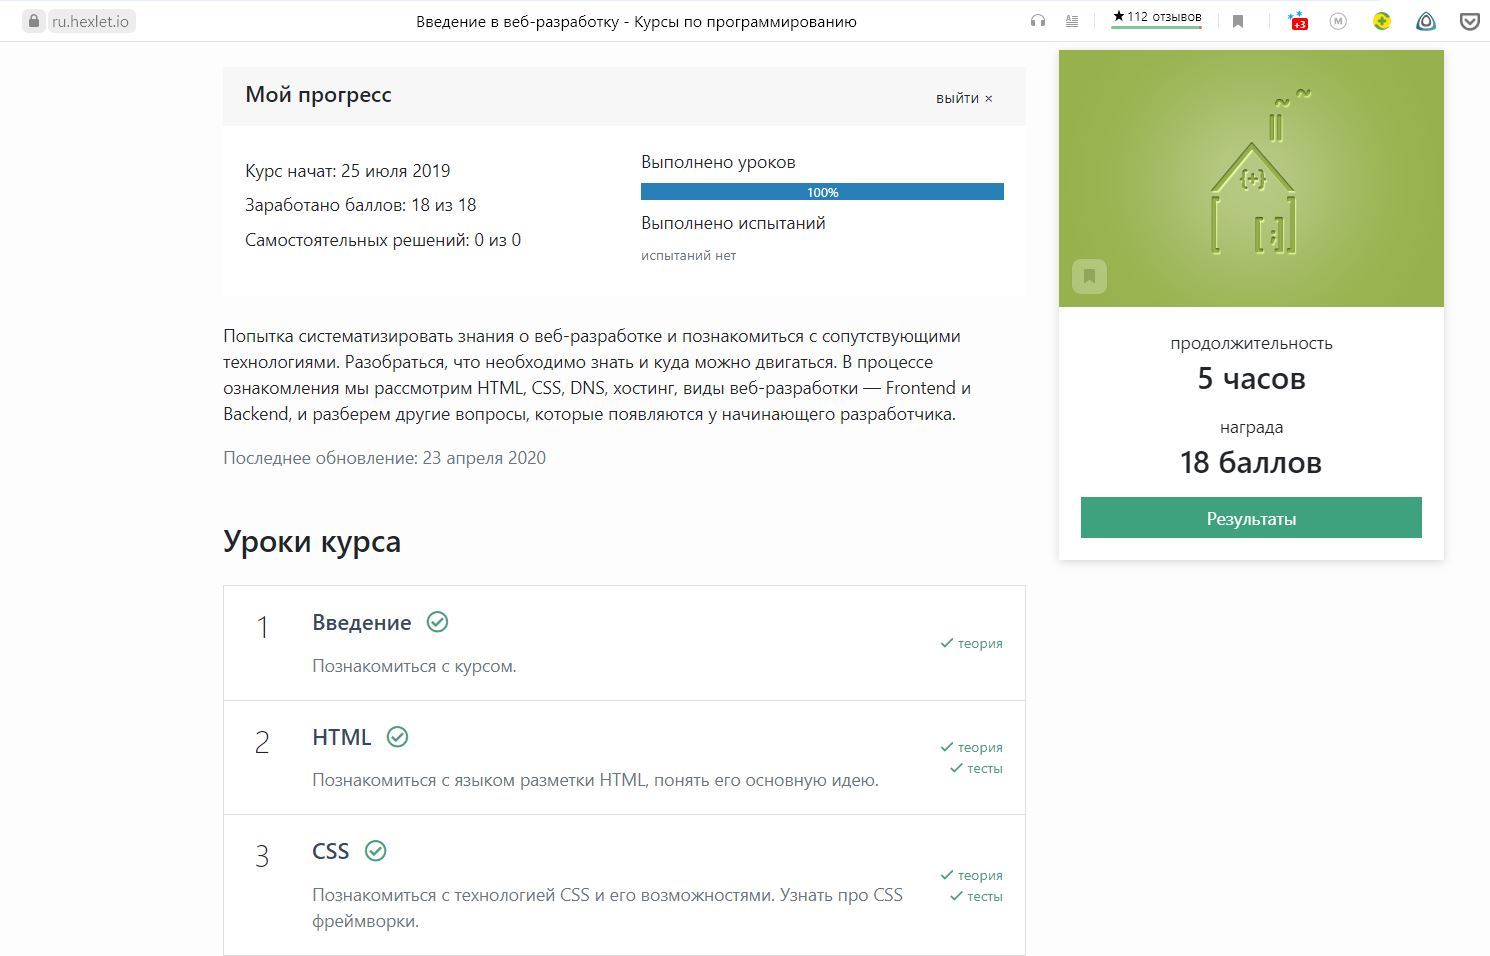 ru.hexlet.io
Введение в веб-разработку - Курсы по программированию
★112 отзывов
+3
M
Мой прогресс
выйти ×
Курс начат: 25 июля 2019
Заработано баллов: 18 из 18
Самостоятельных решений: 0 из 0
Выполнено уроков
100%
Выполнено испытаний
испытаний нет
Попытка систематизировать знания о веб-разработке и познакомиться с сопутствующими
технологиями. Разобраться, что необходимо знать и куда можно двигаться. В процессе
ознакомления мы рассмотрим HTML, CSS, DNS, хостинг, виды веб-разработки — Frontend и
Backend, и разберем другие вопросы, которые появляются у начинающего разработчика.
Последнее обновление: 23 апреля 2020
продолжительность
5 часов
награда
18 баллов
Результаты
Уроки курса
1
Введение
Познакомиться с курсом.
теория
2
HTML
Познакомиться с языком разметки HTML, понять его основную идею.
теория
тесты
3
CSS
Познакомиться с технологией CSS и его возможностями. Узнать про CSS
фреймворки.
теория
тесты